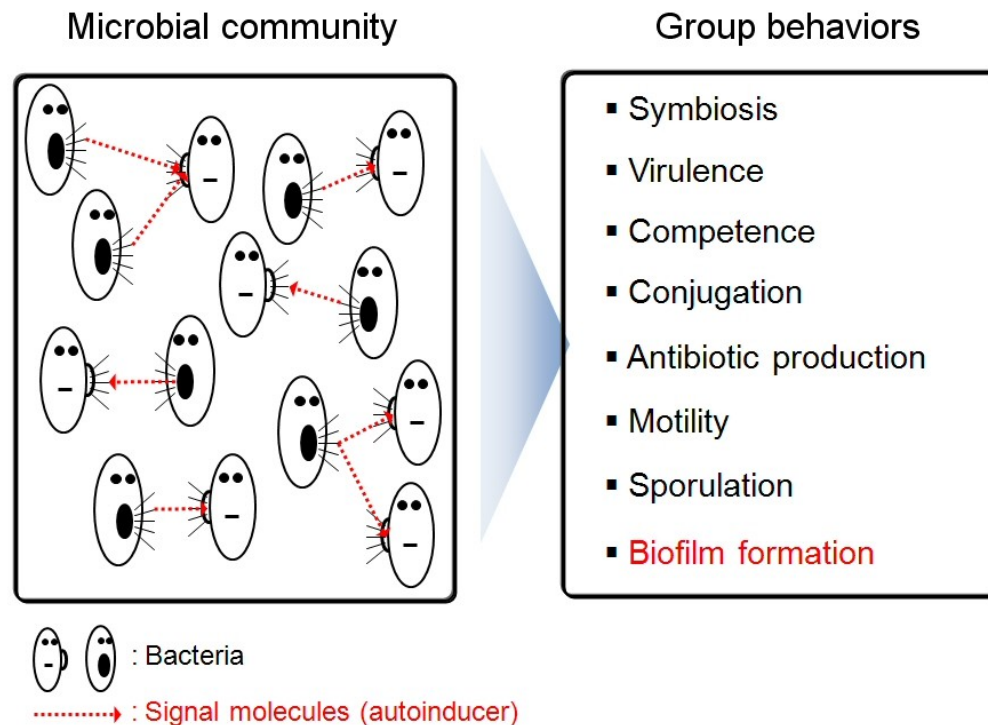 Microbial community
Group behaviors
▪ Symbiosis
▪ Virulence
▪ Competence
▪ Conjugation
▪ Antibiotic production
▪ Motility
▪ Sporulation
▪ Biofilm formation
: Bacteria
: Signal molecules (autoinducer)